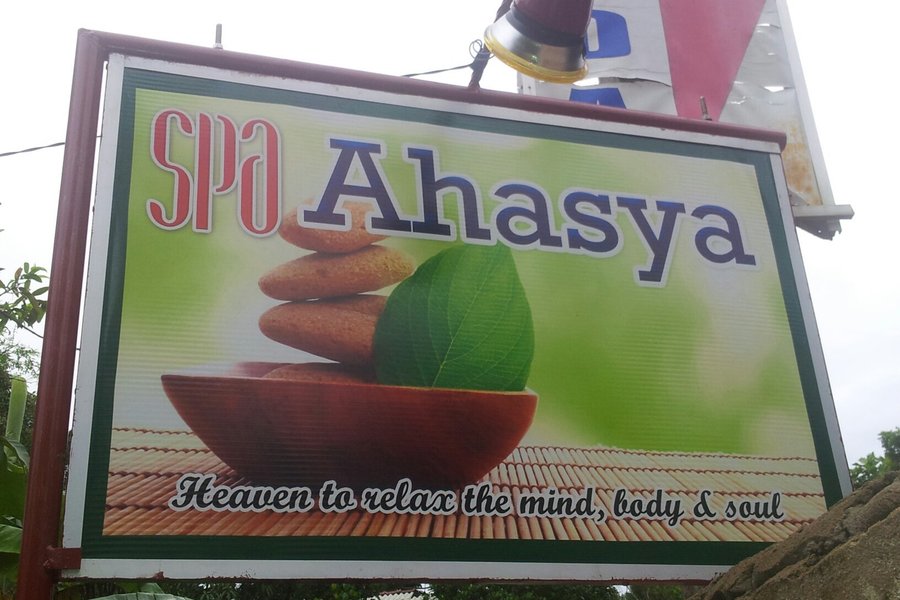 spa Ahasya
Heaven to relax the mind, body & soul